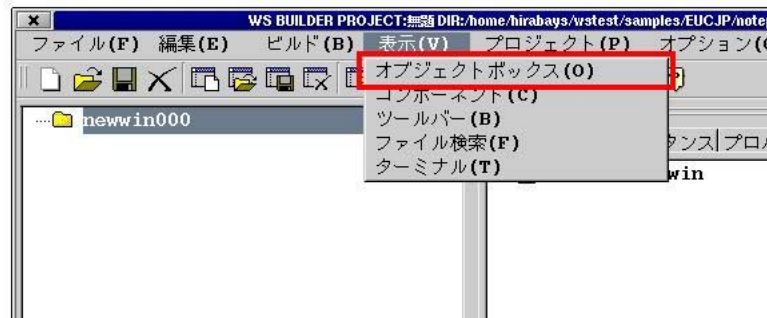 WS BUILDER PROJECT:無題 DIR:/home/hirabays/wstest/samples/EUCJP/note
ファイル(F) 編集(E) ビルド(B) 表示(V) プロジェクト(P) オプション(
オブジェクトボックス(O)
コンポーネント(C)
newwin000
ツールバー(B)
ファイル検索(F)
タンス プロパ
ターミナル(T)
win